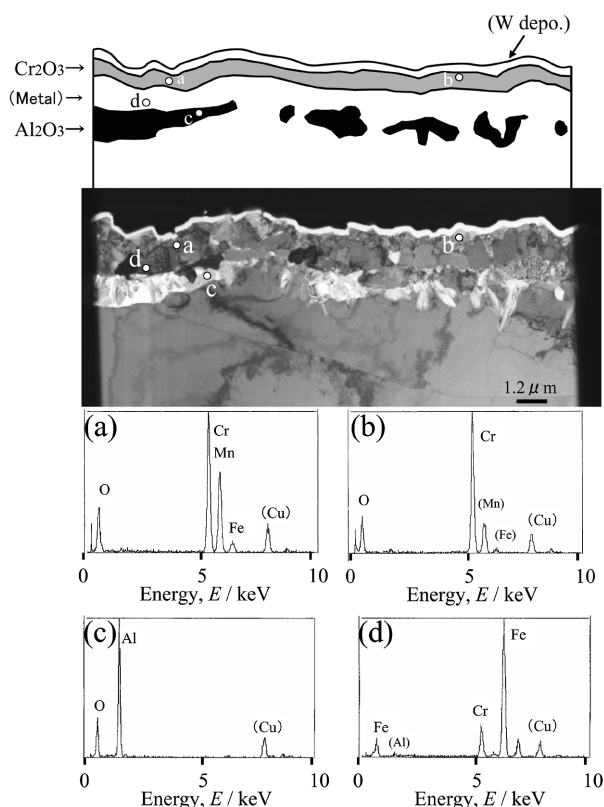 (W depo.)
Cr2O3→
a
b
(Metal)→
d
c
Al2O3→
a
b
d
c
1.2 μ m
(a)
Cr
Mn
O
Fe
(Cu)
0
5
10
Energy, E / keV
(b)
Cr
O
(Mn)
(Fe)
(Cu)
0
5
10
Energy, E / keV
(c)
Al
O
(Cu)
0
5
10
Energy, E / keV
(d)
Fe
Fe
(Al)
Cr
(Cu)
0
5
10
Energy, E / keV